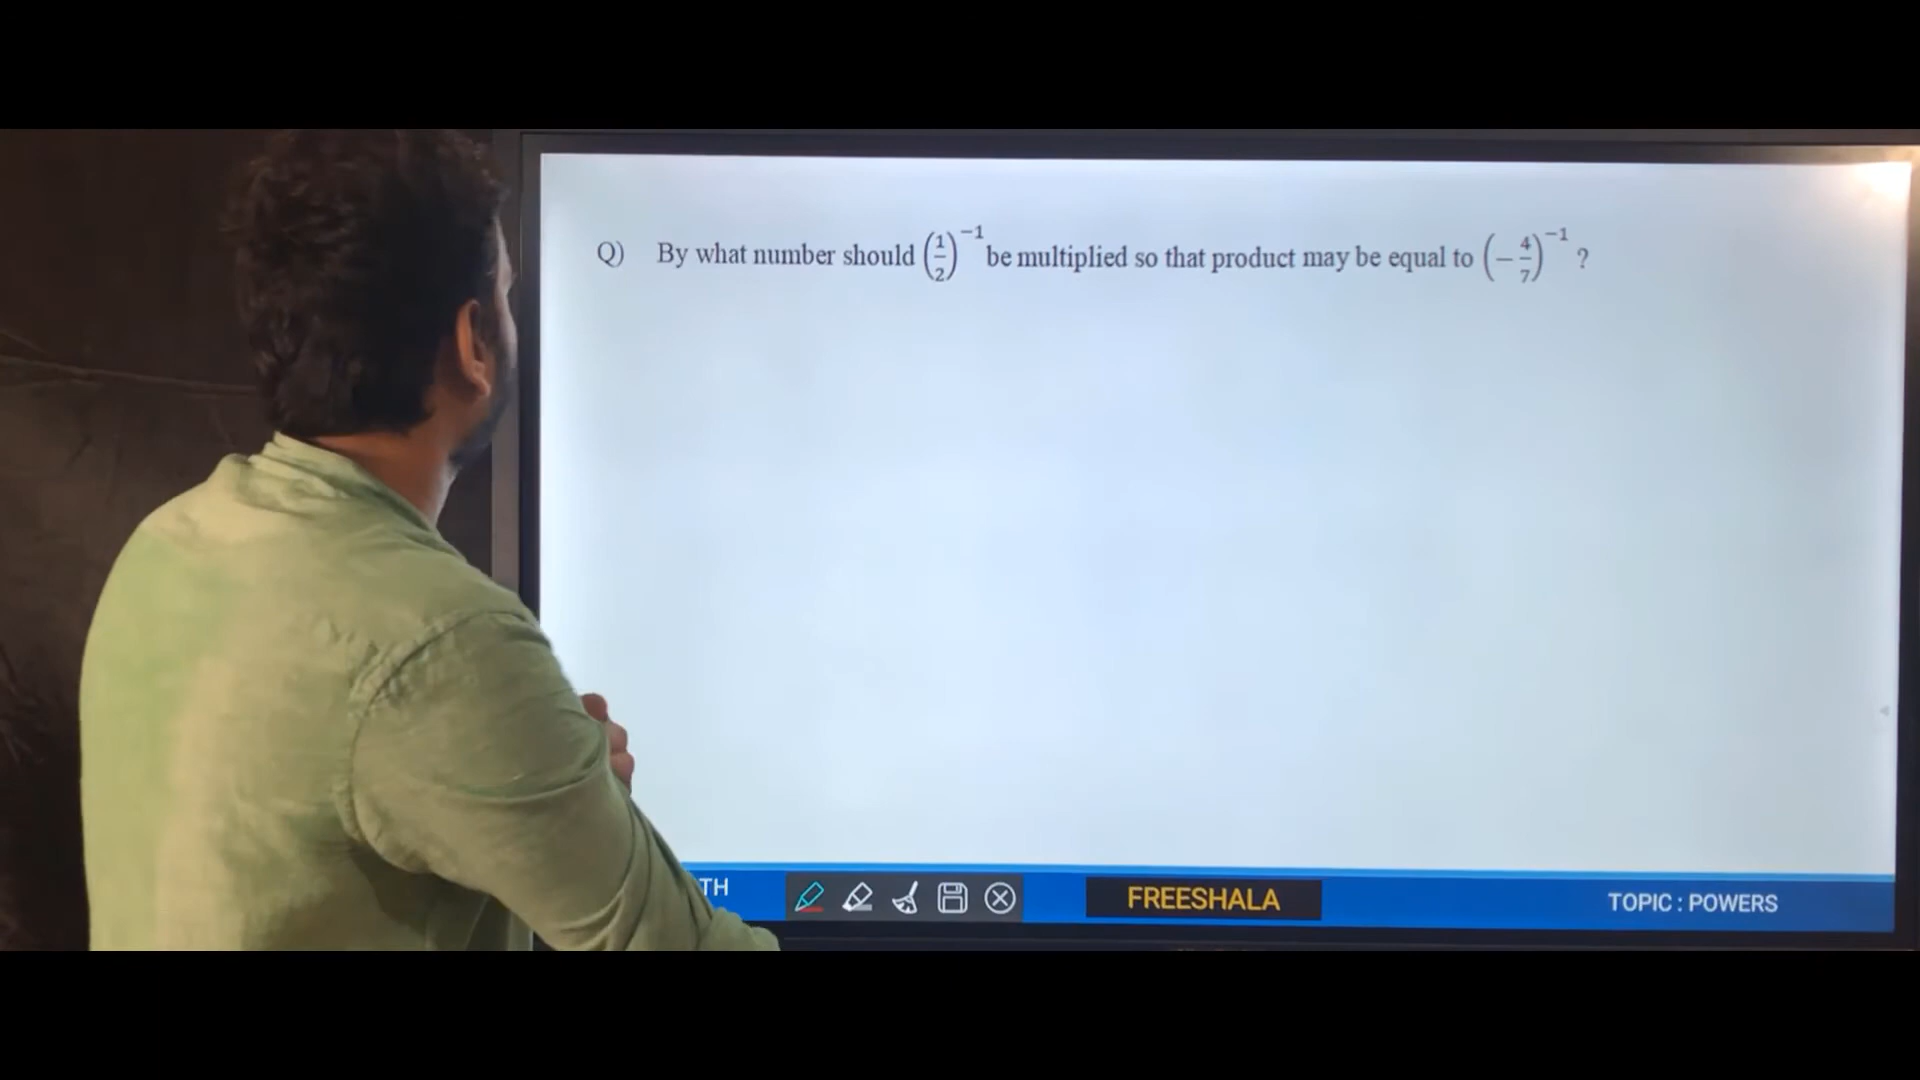 Q) By what number should (1/2)⁻¹ be multiplied so that product may be equal to (−4/7)⁻¹ ?
TH
FREESHALA
TOPIC : POWERS